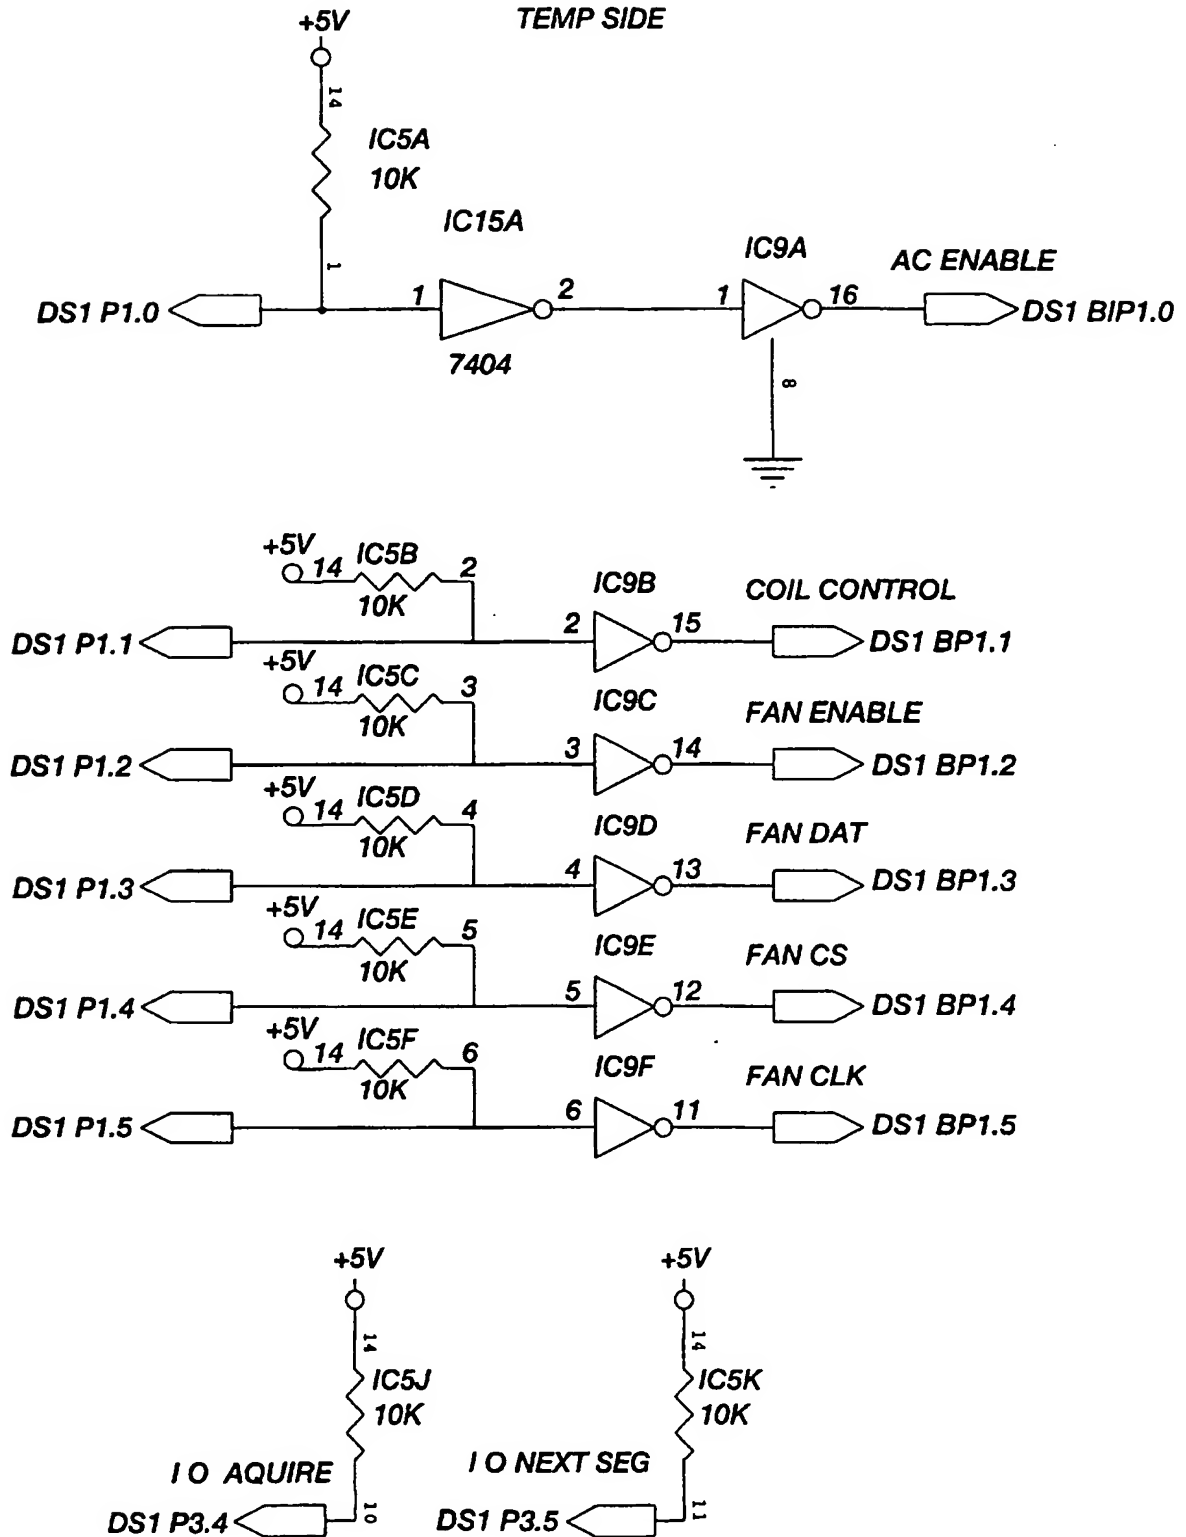 +5V
TEMP SIDE
14
IC5A
10K
1
IC15A
IC9A
AC ENABLE
DS1 P1.0
1
2
1
16
DS1 BIP1.0
7404
8
+5V
14
IC5B
2
10K
IC9B
COIL CONTROL
DS1 P1.1
2
15
DS1 BP1.1
+5V
14
IC5C
3
10K
IC9C
FAN ENABLE
DS1 P1.2
3
14
DS1 BP1.2
+5V
14
IC5D
4
10K
IC9D
FAN DAT
DS1 P1.3
4
13
DS1 BP1.3
+5V
14
IC5E
5
10K
IC9E
FAN CS
DS1 P1.4
5
12
DS1 BP1.4
+5V
14
IC5F
6
10K
IC9F
FAN CLK
DS1 P1.5
6
11
DS1 BP1.5
+5V
14
IC5J
10K
I O AQUIRE
10
DS1 P3.4
+5V
14
IC5K
10K
I O NEXT SEG
11
DS1 P3.5